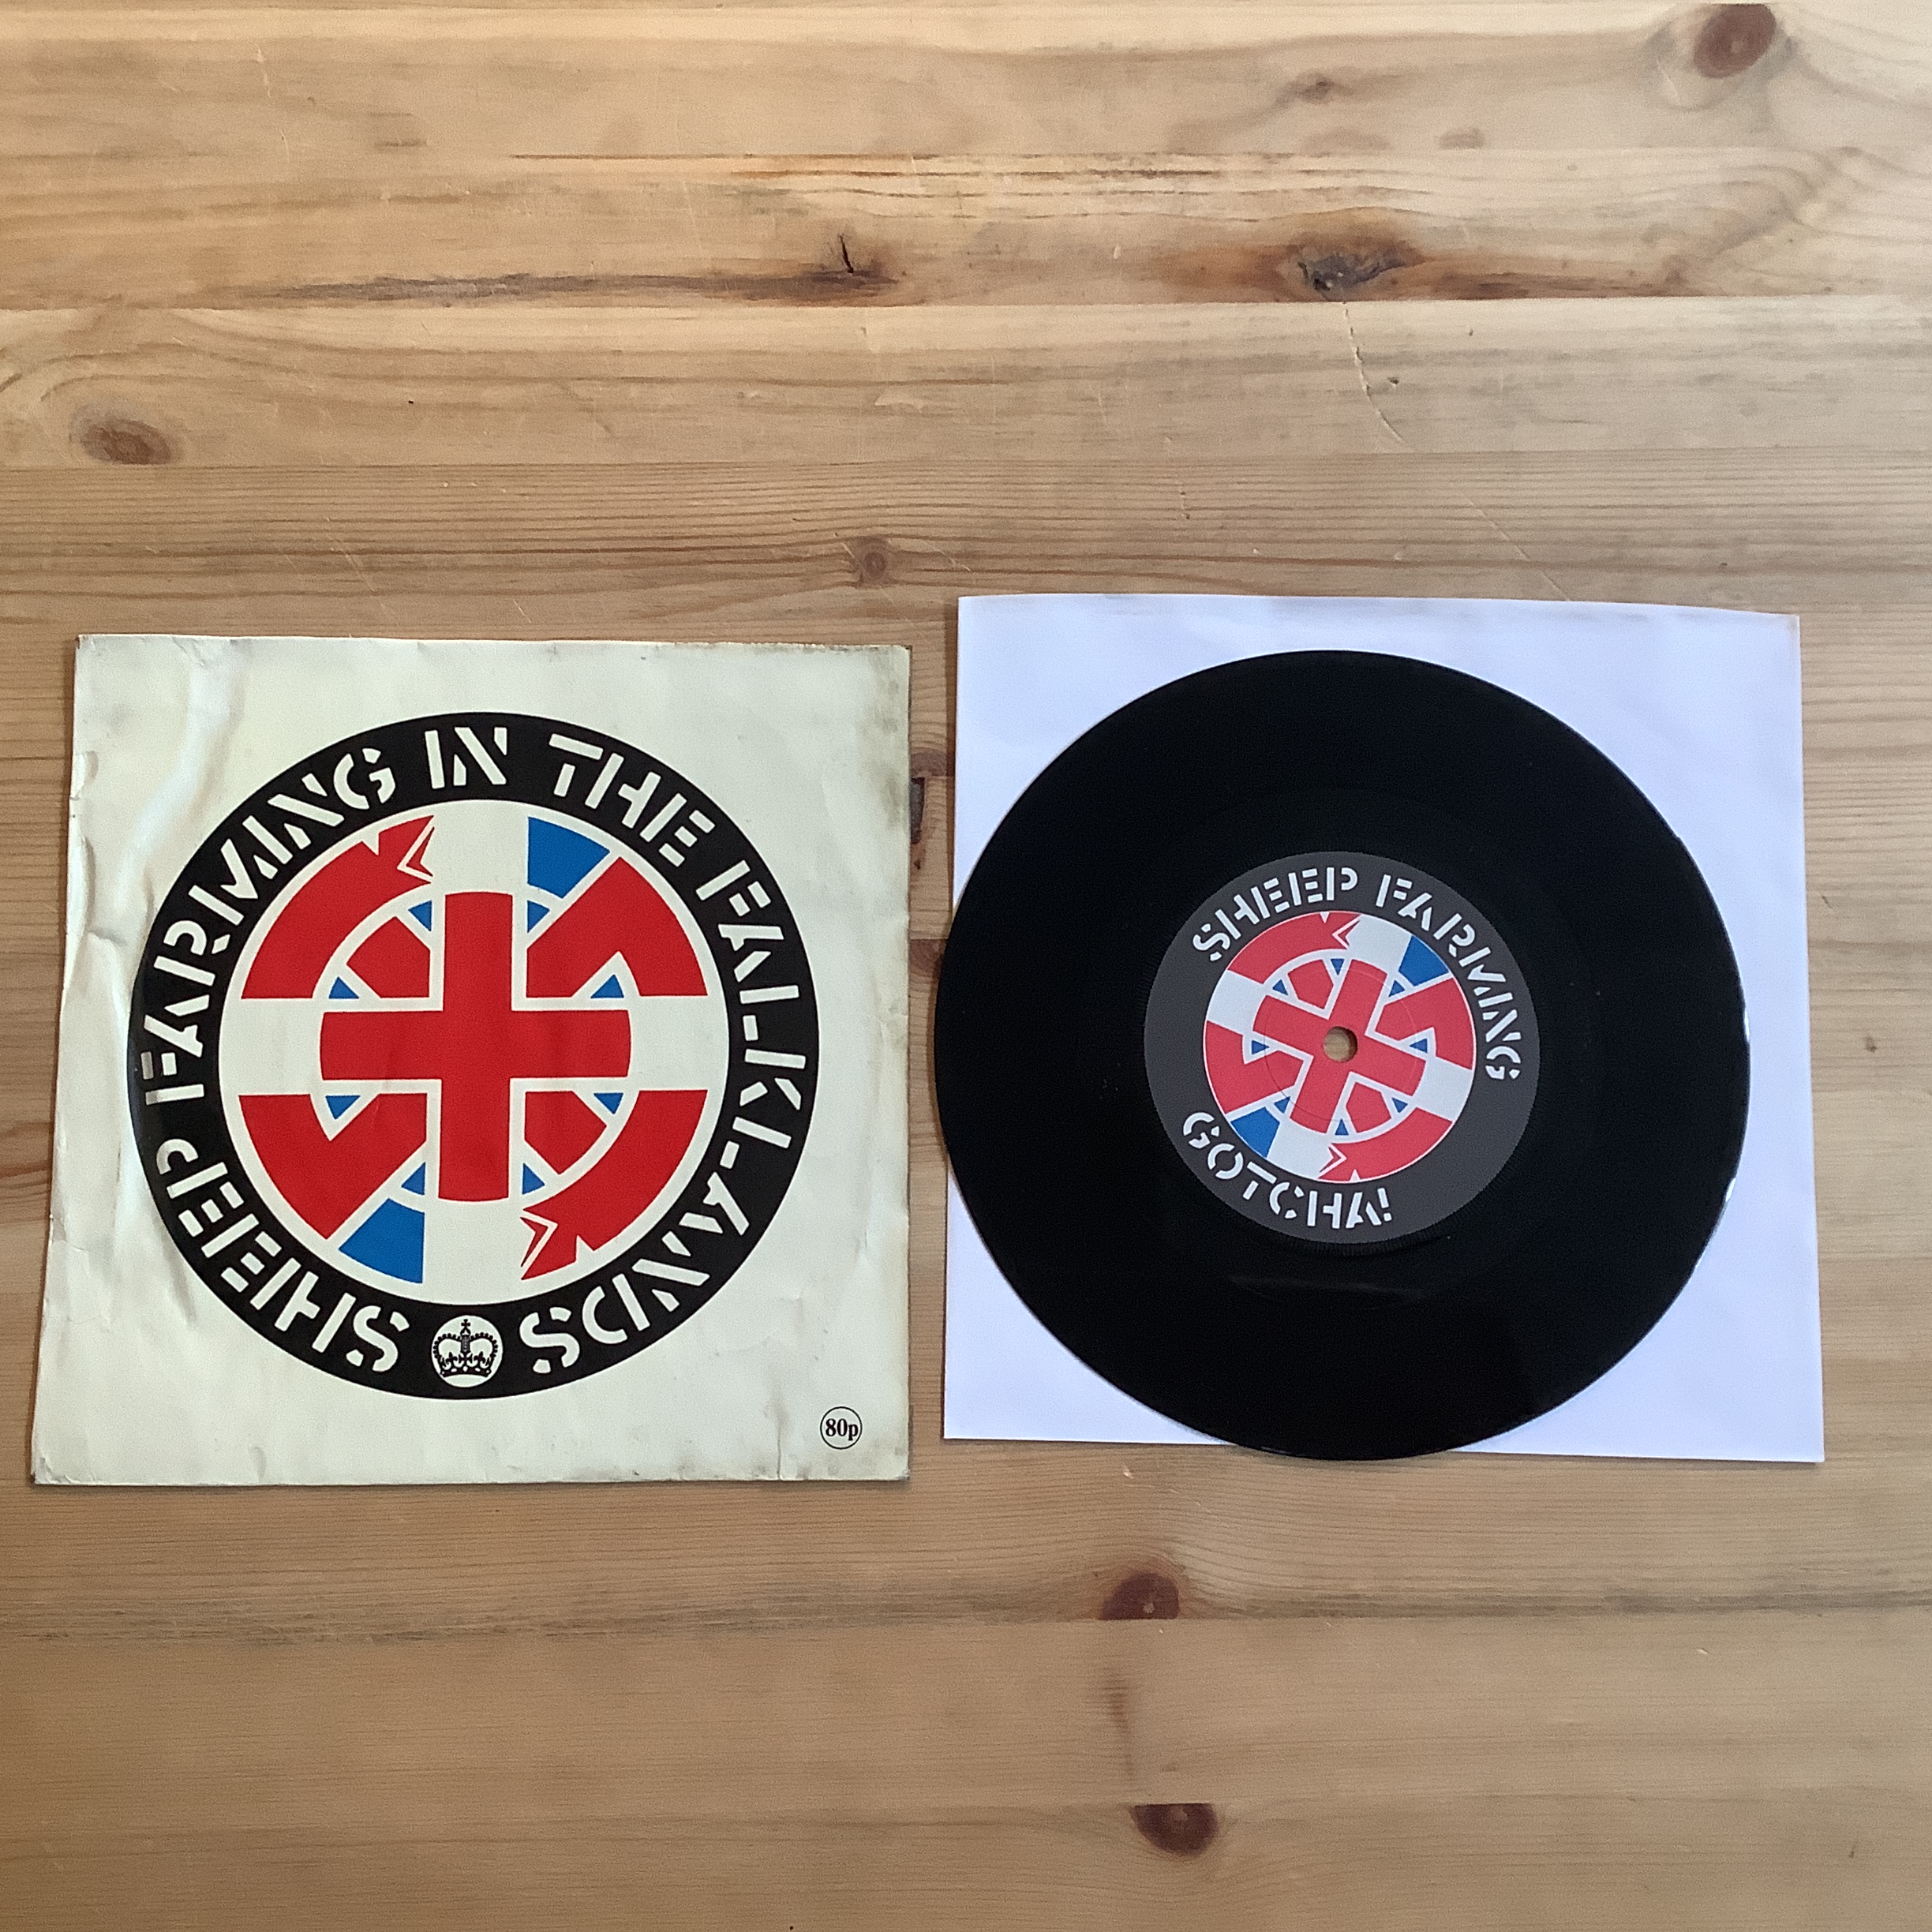 SHEEP FARMING IN THE FALKLANDS
80p
SHEEP FARMING
GOTCHA!